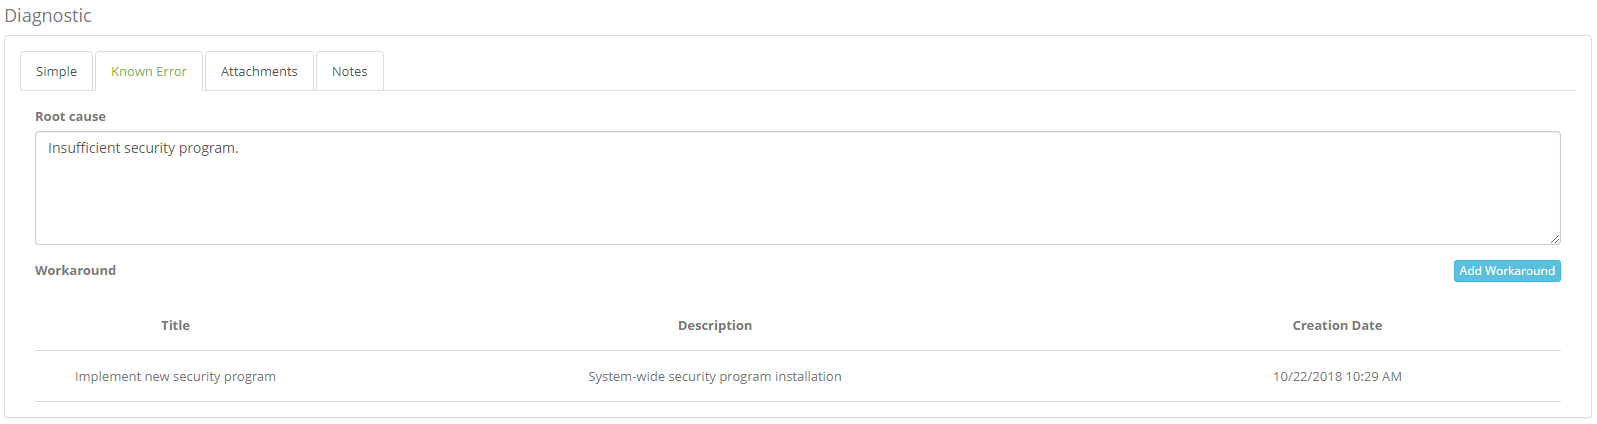 Diagnostic
Simple Known Error Attachments Notes
Root cause
Insufficient security program.
Workaround Add Workaround
Title Description Creation Date
Implement new security program System-wide security program installation 10/22/2018 10:29 AM